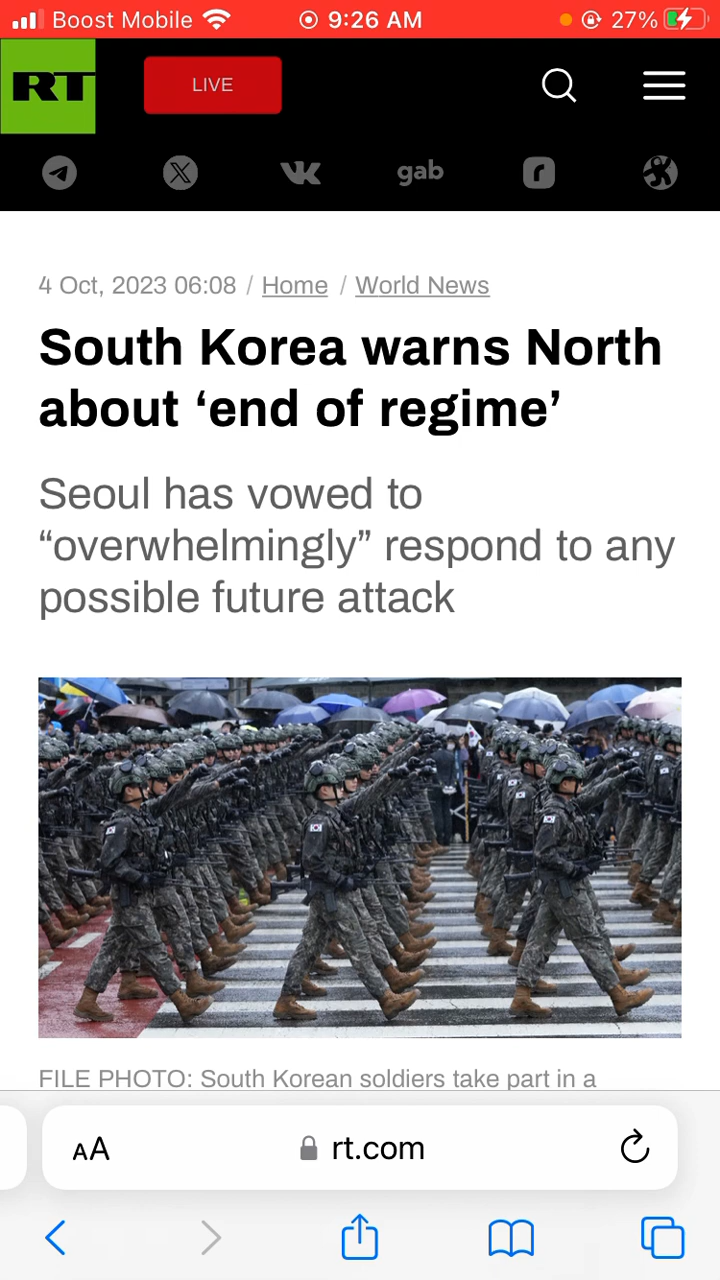 Boost Mobile 9:26 AM 27%
RT LIVE
gab
4 Oct, 2023 06:08 / Home / World News
South Korea warns North
about ‘end of regime’
Seoul has vowed to
“overwhelmingly” respond to any
possible future attack
FILE PHOTO: South Korean soldiers take part in a
AA rt.com